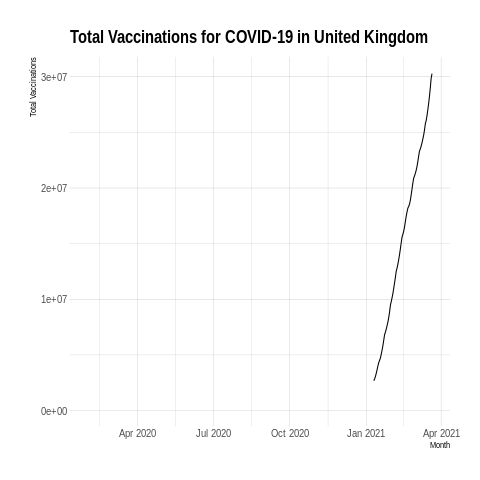 Total Vaccinations for COVID-19 in United Kingdom
Total Vaccinations
3e+07
2e+07
1e+07
0e+00
Apr 2020 Jul 2020 Oct 2020 Jan 2021 Apr 2021
Month